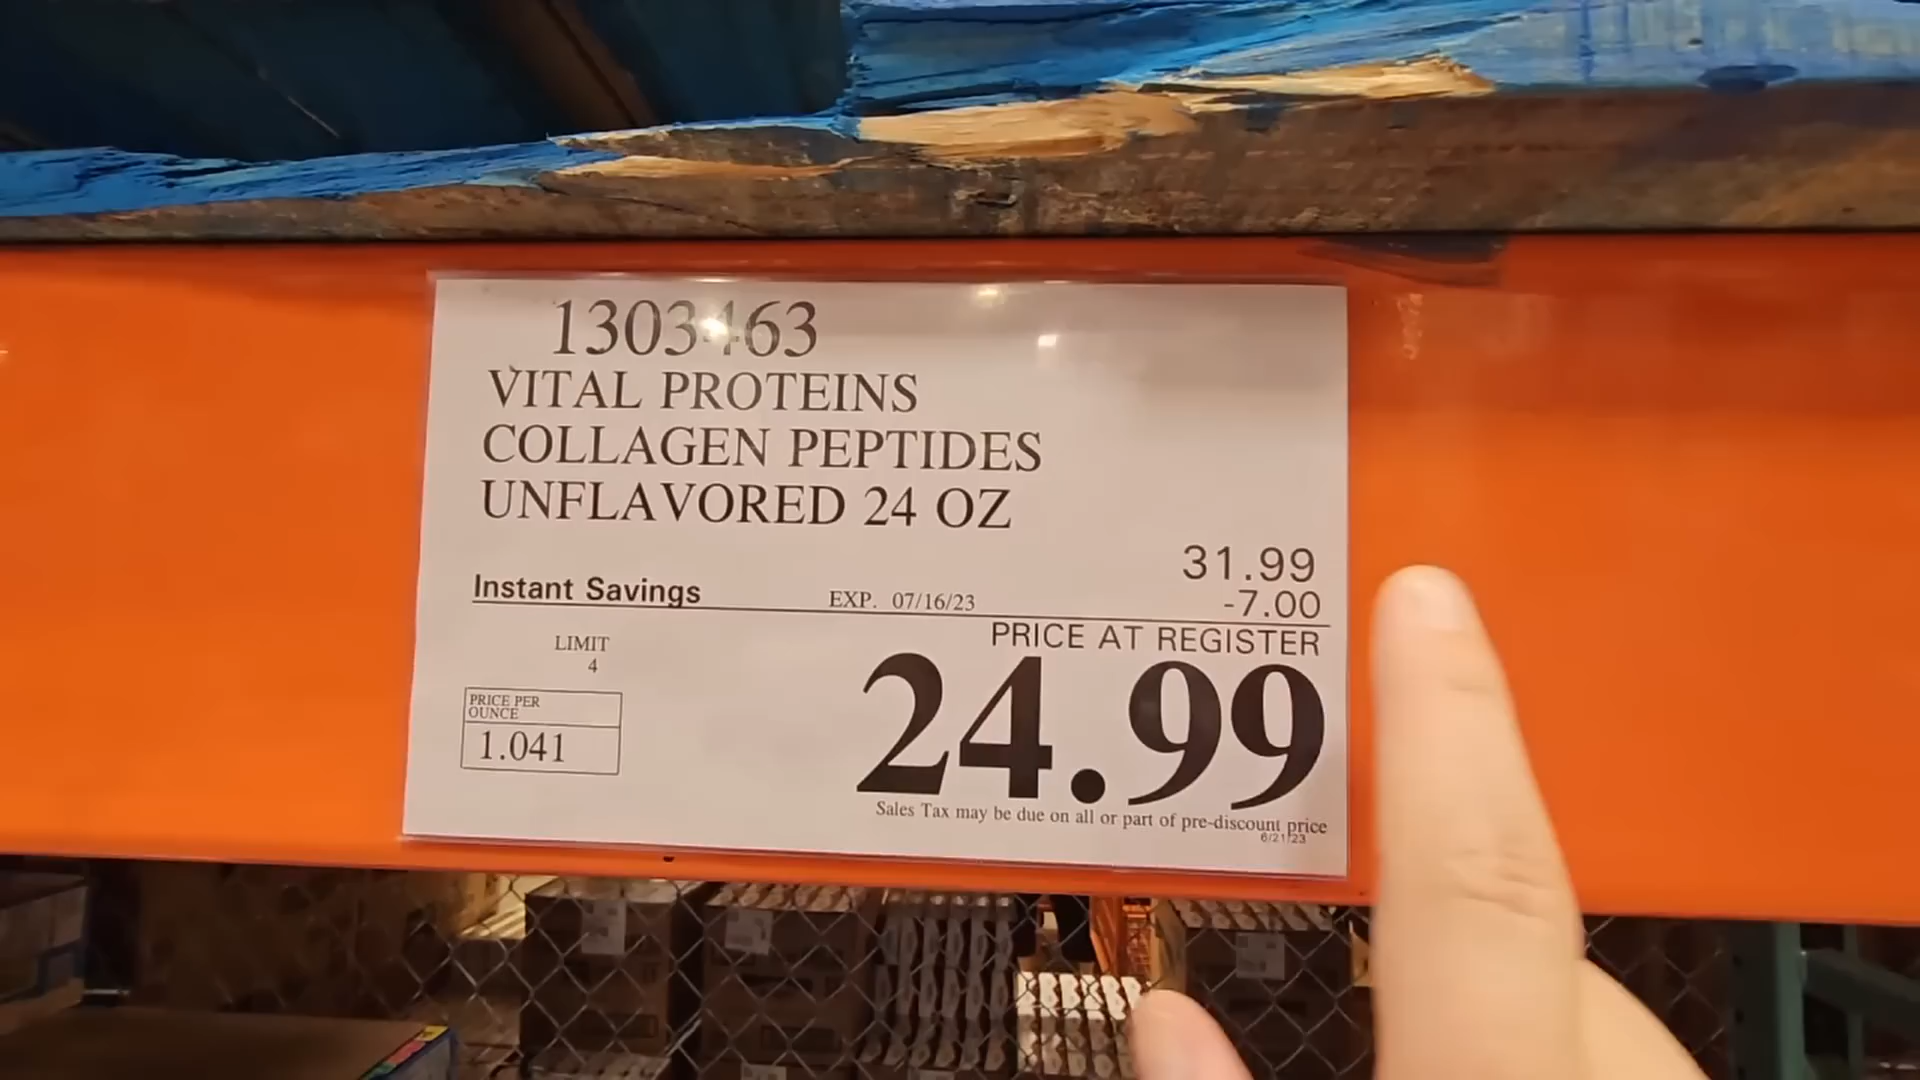 1303463
VITAL PROTEINS
COLLAGEN PEPTIDES
UNFLAVORED 24 OZ
31.99
Instant Savings EXP. 07/16/23 -7.00
PRICE AT REGISTER
LIMIT
4
24.99
PRICE PER
OUNCE
1.041
Sales Tax may be due on all or part of pre-discount price
6/21/23